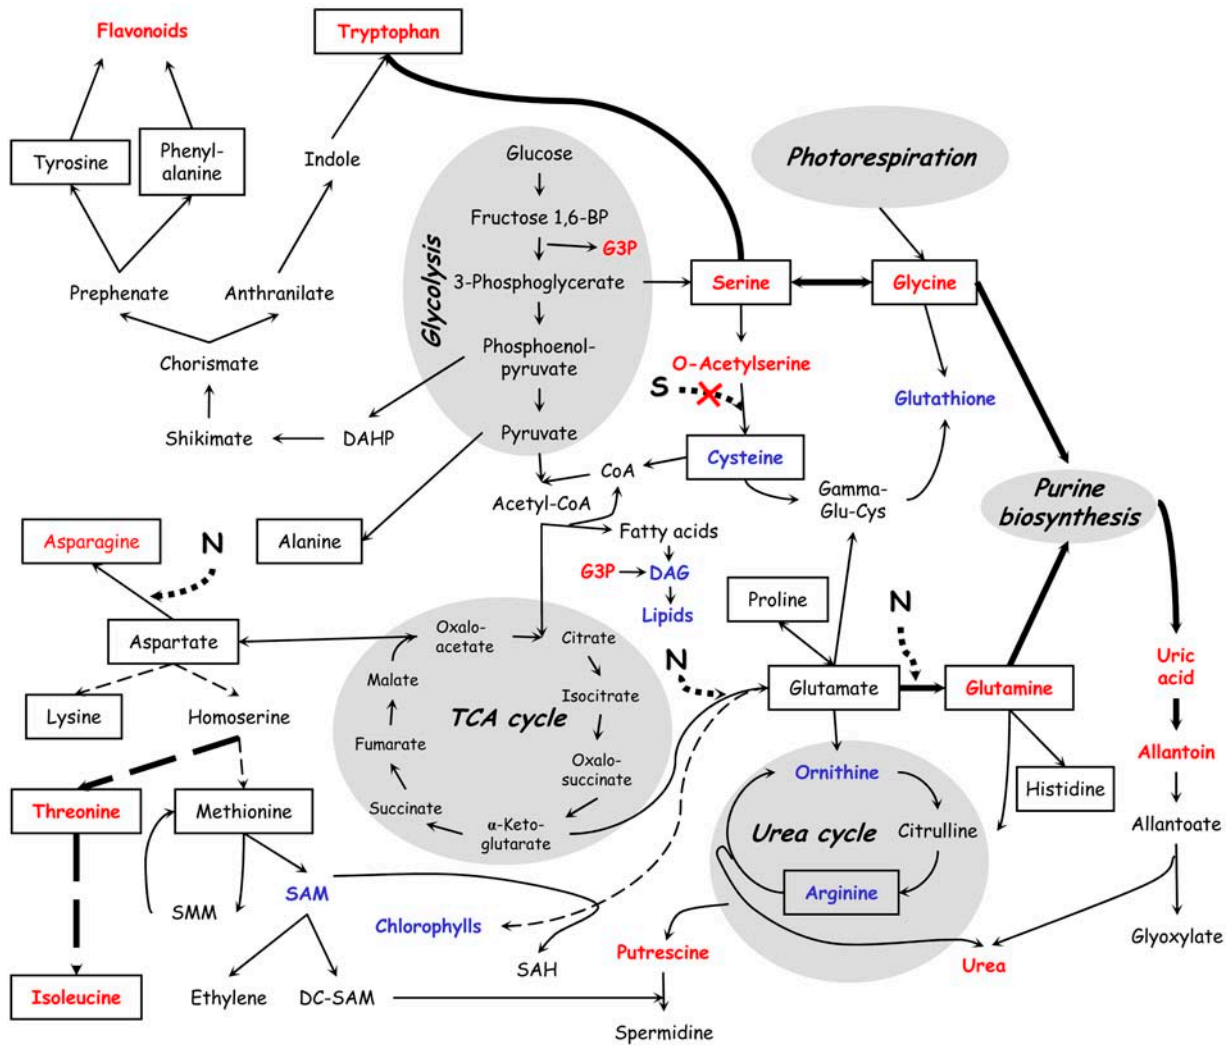 Flavonoids
Tryptophan
Tyrosine
Phenyl-
alanine
Indole
Glucose
Photorespiration
Fructose 1,6-BP
G3P
Glycolysis
3-Phosphoglycerate
Serine
Glycine
Prephenate
Anthranilate
Phosphoenol-
pyruvate
Chorismate
O-Acetylserine
S
Glutathione
Shikimate
DAHP
Pyruvate
Cysteine
CoA
Acetyl-CoA
Gamma-
Glu-Cys
Purine
biosynthesis
Asparagine
N
Alanine
Fatty acids
G3P
DAG
Lipids
Proline
N
Aspartate
Oxalo-
acetate
Citrate
N
Glutamate
Glutamine
Uric
acid
Malate
Isocitrate
Lysine
Homoserine
TCA cycle
Fumarate
Oxalo-
succinate
Ornithine
Allantoin
Histidine
Threonine
Methionine
Succinate
α-Keto-
glutarate
Urea cycle
Citrulline
Allantoate
SAM
Arginine
SMM
Chlorophylls
Glyoxylate
Putrescine
Urea
SAH
Isoleucine
Ethylene
DC-SAM
Spermidine